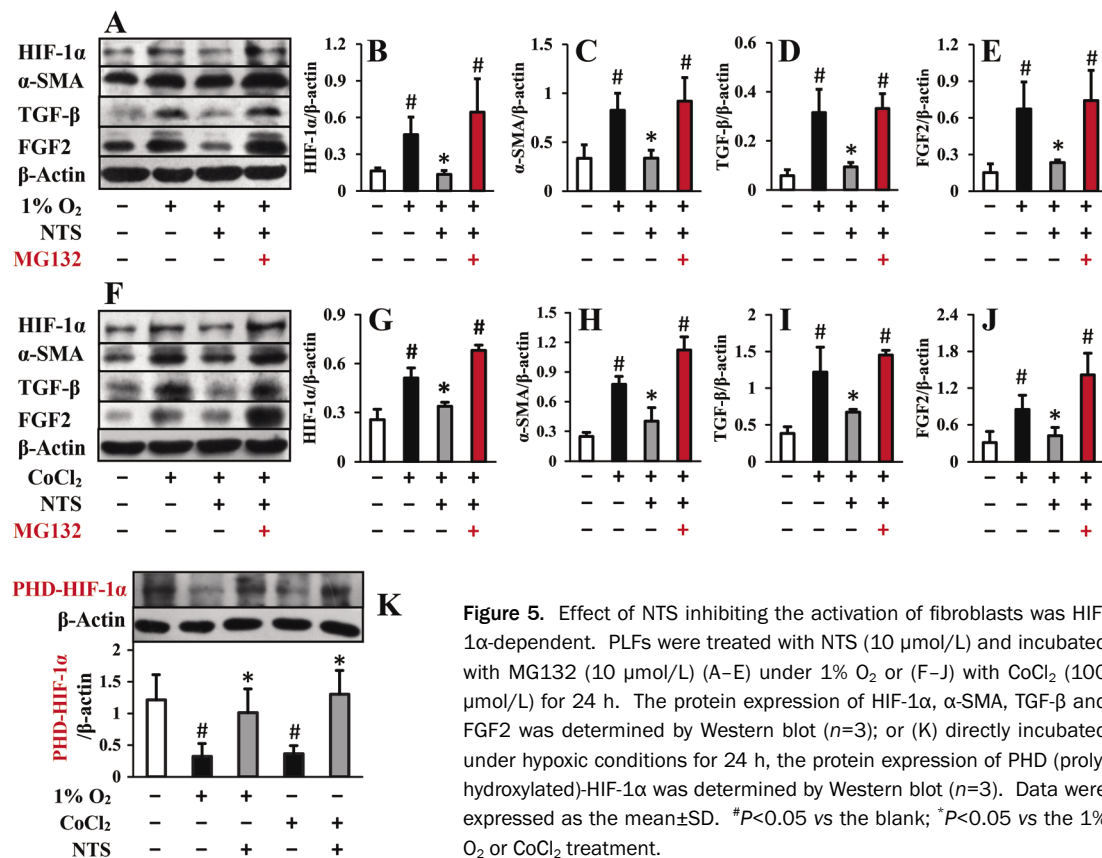 A
HIF-1α
α-SMA
TGF-β
FGF2
β-Actin
1% O₂ − + + +
NTS − − + +
MG132 − − − +
B
HIF-1α/β-actin
1.2
0.9
0.6
0.3
0
# * #
+ + +
− − + +
− − − +
C
α-SMA/β-actin
1.5
1
0.5
0
# * #
− + + +
− − + +
− − − +
D
TGF-β/β-actin
0.6
0.4
0.2
0
# * #
− + + +
− − + +
− − − +
E
FGF2/β-actin
1.2
0.9
0.6
0.3
0
# * #
− + + +
− − + +
− − − +
F
HIF-1α
α-SMA
TGF-β
FGF2
β-Actin
CoCl₂ − + + +
NTS − − + +
MG132 − − − +
G
HIF-1α/β-actin
0.9
0.6
0.3
0
# * #
− + + +
− − + +
− − − +
H
α-SMA/β-actin
1.5
1.2
0.9
0.6
0.3
0
# * #
− + + +
− − + +
− − − +
I
TGF-β/β-actin
2
1.5
1
0.5
0
# * #
− + + +
− − + +
− − − +
J
FGF2/β-actin
2.4
1.8
1.2
0.6
0
# * #
− + + +
− − + +
− − − +
K
PHD-HIF-1α
β-Actin
PHD-HIF-1α
/β-actin
2
1.5
1
0.5
0
# * # *
1% O₂ − + + − −
CoCl₂ − − − + +
NTS − − + − +
Figure 5. Effect of NTS inhibiting the activation of fibroblasts was HIF
1α-dependent. PLFs were treated with NTS (10 μmol/L) and incubated
with MG132 (10 μmol/L) (A–E) under 1% O₂ or (F–J) with CoCl₂ (100
μmol/L) for 24 h. The protein expression of HIF-1α, α-SMA, TGF-β and
FGF2 was determined by Western blot (n=3); or (K) directly incubated
under hypoxic conditions for 24 h, the protein expression of PHD (proly
hydroxylated)-HIF-1α was determined by Western blot (n=3). Data were
expressed as the mean±SD. #P<0.05 vs the blank; *P<0.05 vs the 1%
O₂ or CoCl₂ treatment.